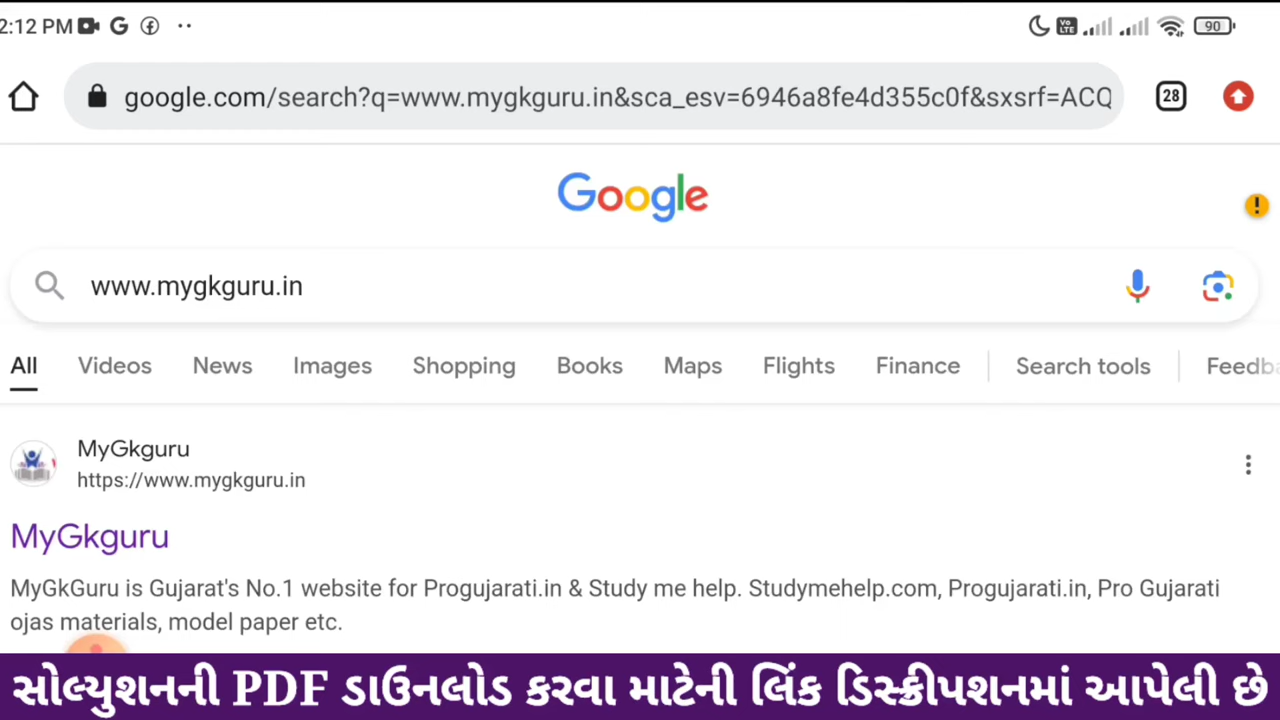 2:12 PM
Vo LTE
90
google.com/search?q=www.mygkguru.in&sca_esv=6946a8fe4d355c0f&sxsrf=ACQ
28
Google
www.mygkguru.in
All Videos News Images Shopping Books Maps Flights Finance Search tools Feedba
MyGkguru
https://www.mygkguru.in
MyGkguru
MyGkGuru is Gujarat's No.1 website for Progujarati.in & Study me help. Studymehelp.com, Progujarati.in, Pro Gujarati
ojas materials, model paper etc.
સોલ્યુશનની PDF ડાઉનલોડ કરવા માટેની લિંક ડિસ્ક્રીપશનમાં આપેલી છે